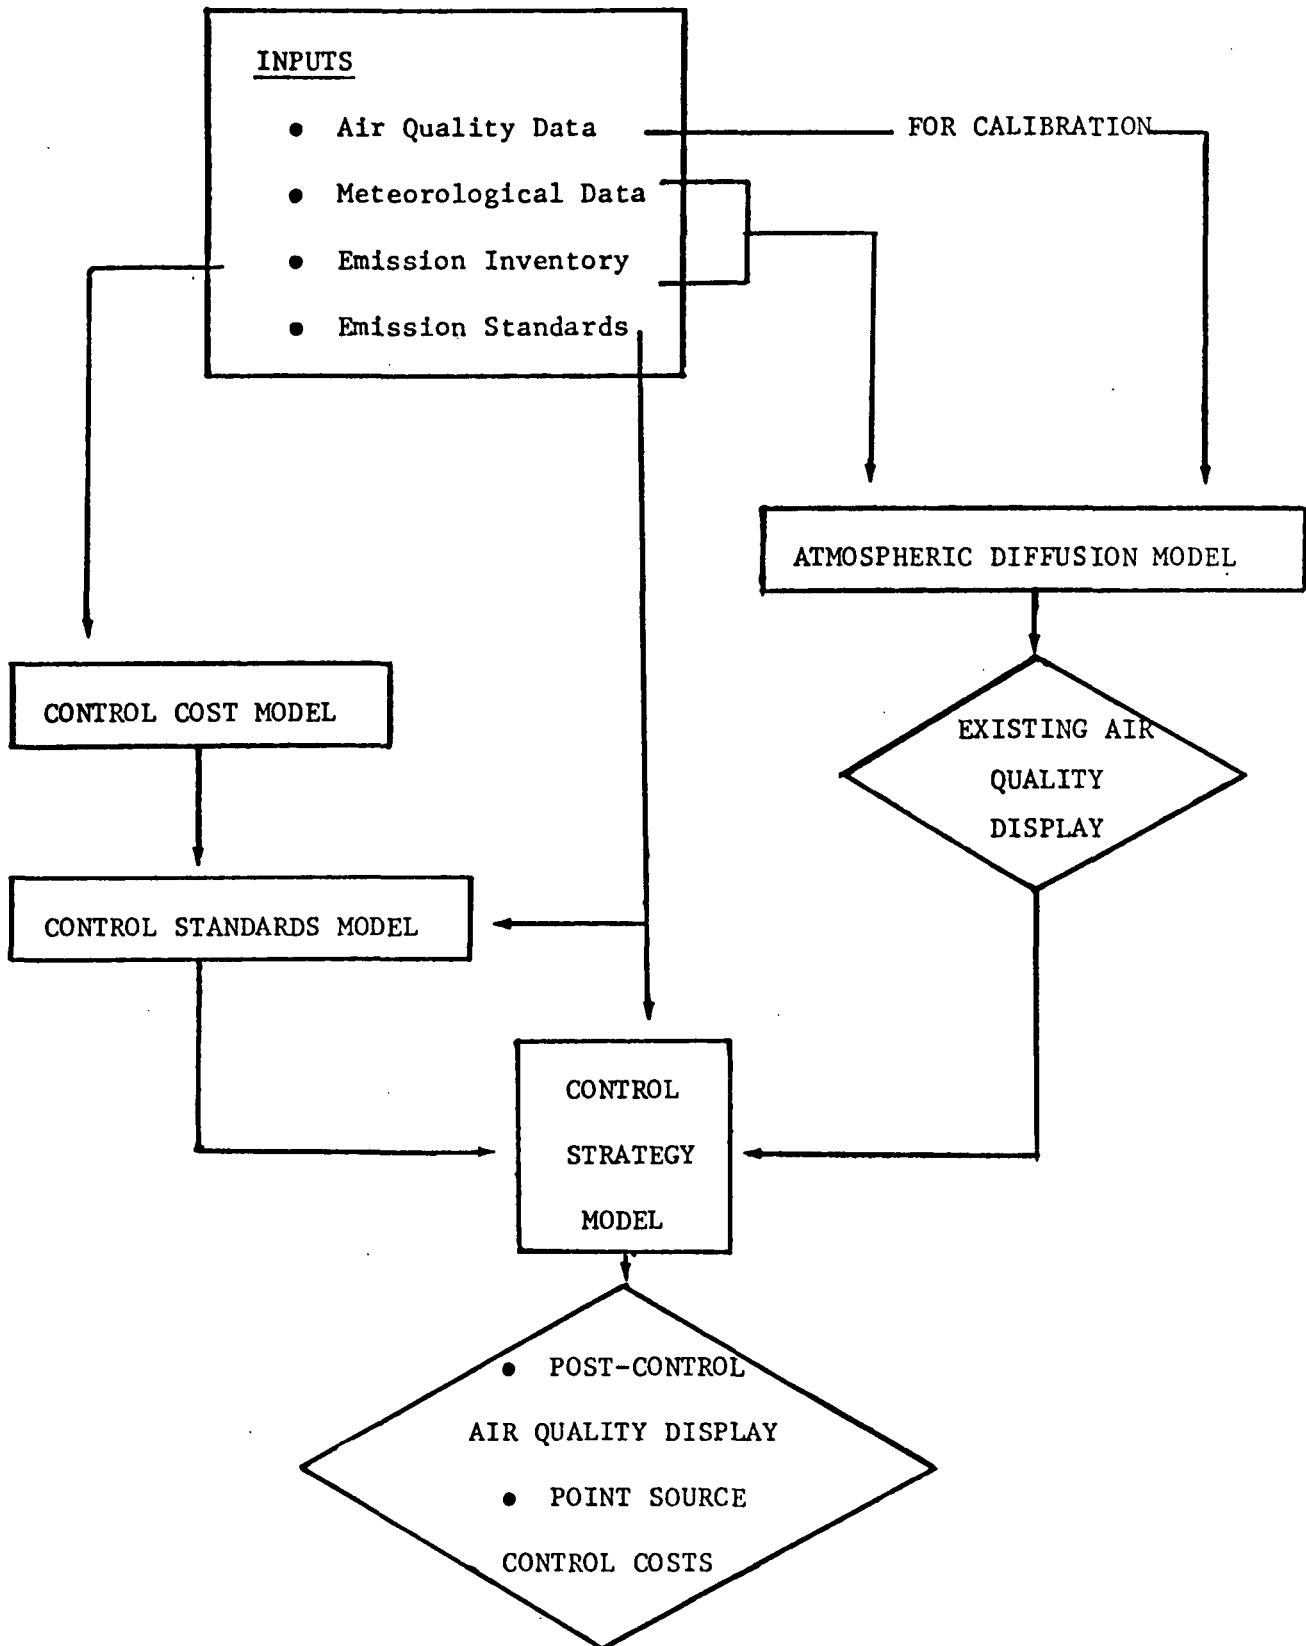 INPUTS
• Air Quality Data
FOR CALIBRATION
• Meteorological Data
• Emission Inventory
• Emission Standards
ATMOSPHERIC DIFFUSION MODEL
CONTROL COST MODEL
EXISTING AIR
QUALITY
DISPLAY
CONTROL STANDARDS MODEL
CONTROL
STRATEGY
MODEL
• POST-CONTROL
AIR QUALITY DISPLAY
• POINT SOURCE
CONTROL COSTS